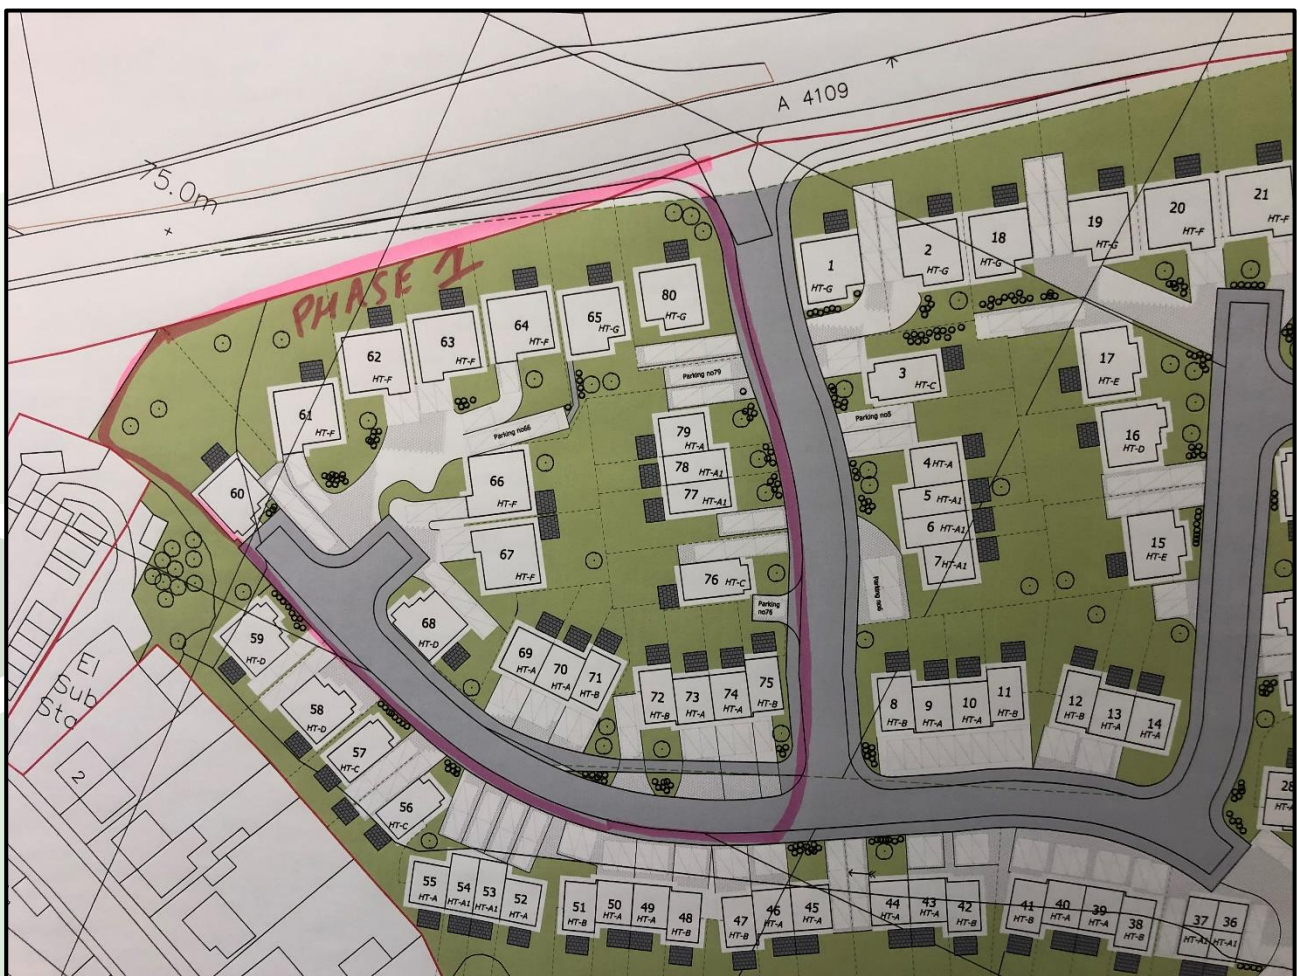 A 4109
75.0m
PHASE 1
21
HT-F
20
HT-F
19
HT-G
18
HT-G
2
HT-G
1
HT-G
80
HT-G
65
HT-G
64
HT-F
63
HT-F
62
HT-F
61
HT-F
17
HT-E
3
HT-C
Parking no79
Parking no5
Parking no66
16
HT-D
79
HT-A
78
HT-A1
77
HT-A1
4 HT-A
5 HT-A1
6 HT-A1
7 HT-A1
66
HT-F
60
67
HT-F
15
HT-E
76 HT-C
Parking
no76
Parking no6
68
HT-D
59
HT-D
69
HT-A
70
HT-A
71
HT-B
72
HT-B
73
HT-A
74
HT-A
75
HT-B
8
HT-B
9
HT-A
10
HT-A
11
HT-B
12
HT-B
13
HT-A
14
HT-A
El
Sub
Sta
58
HT-D
57
HT-C
56
HT-C
2
28
55
HT-A
54
HT-A1
53
HT-A1
52
HT-A
51
HT-B
50
HT-A
49
HT-A
48
HT-B
47
HT-B
46
HT-A
45
HT-A
44
HT-A
43
HT-A
42
HT-B
41
HT-B
40
HT-A
39
HT-A
38
HT-B
37
HT-A1
36
HT-A1